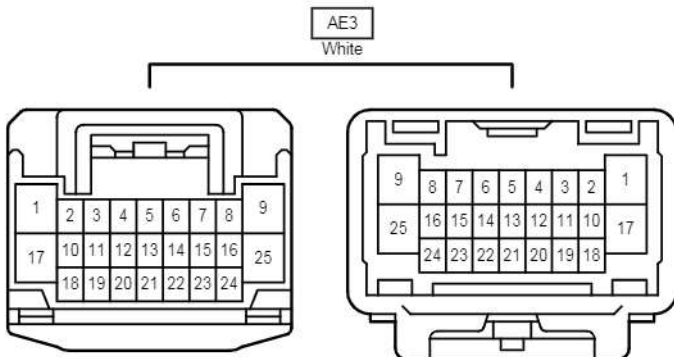 AE3
White
1 2 3 4 5 6 7 8 9
17 10 11 12 13 14 15 16 25
18 19 20 21 22 23 24
9 8 7 6 5 4 3 2 1
25 16 15 14 13 12 11 10 17
24 23 22 21 20 19 18